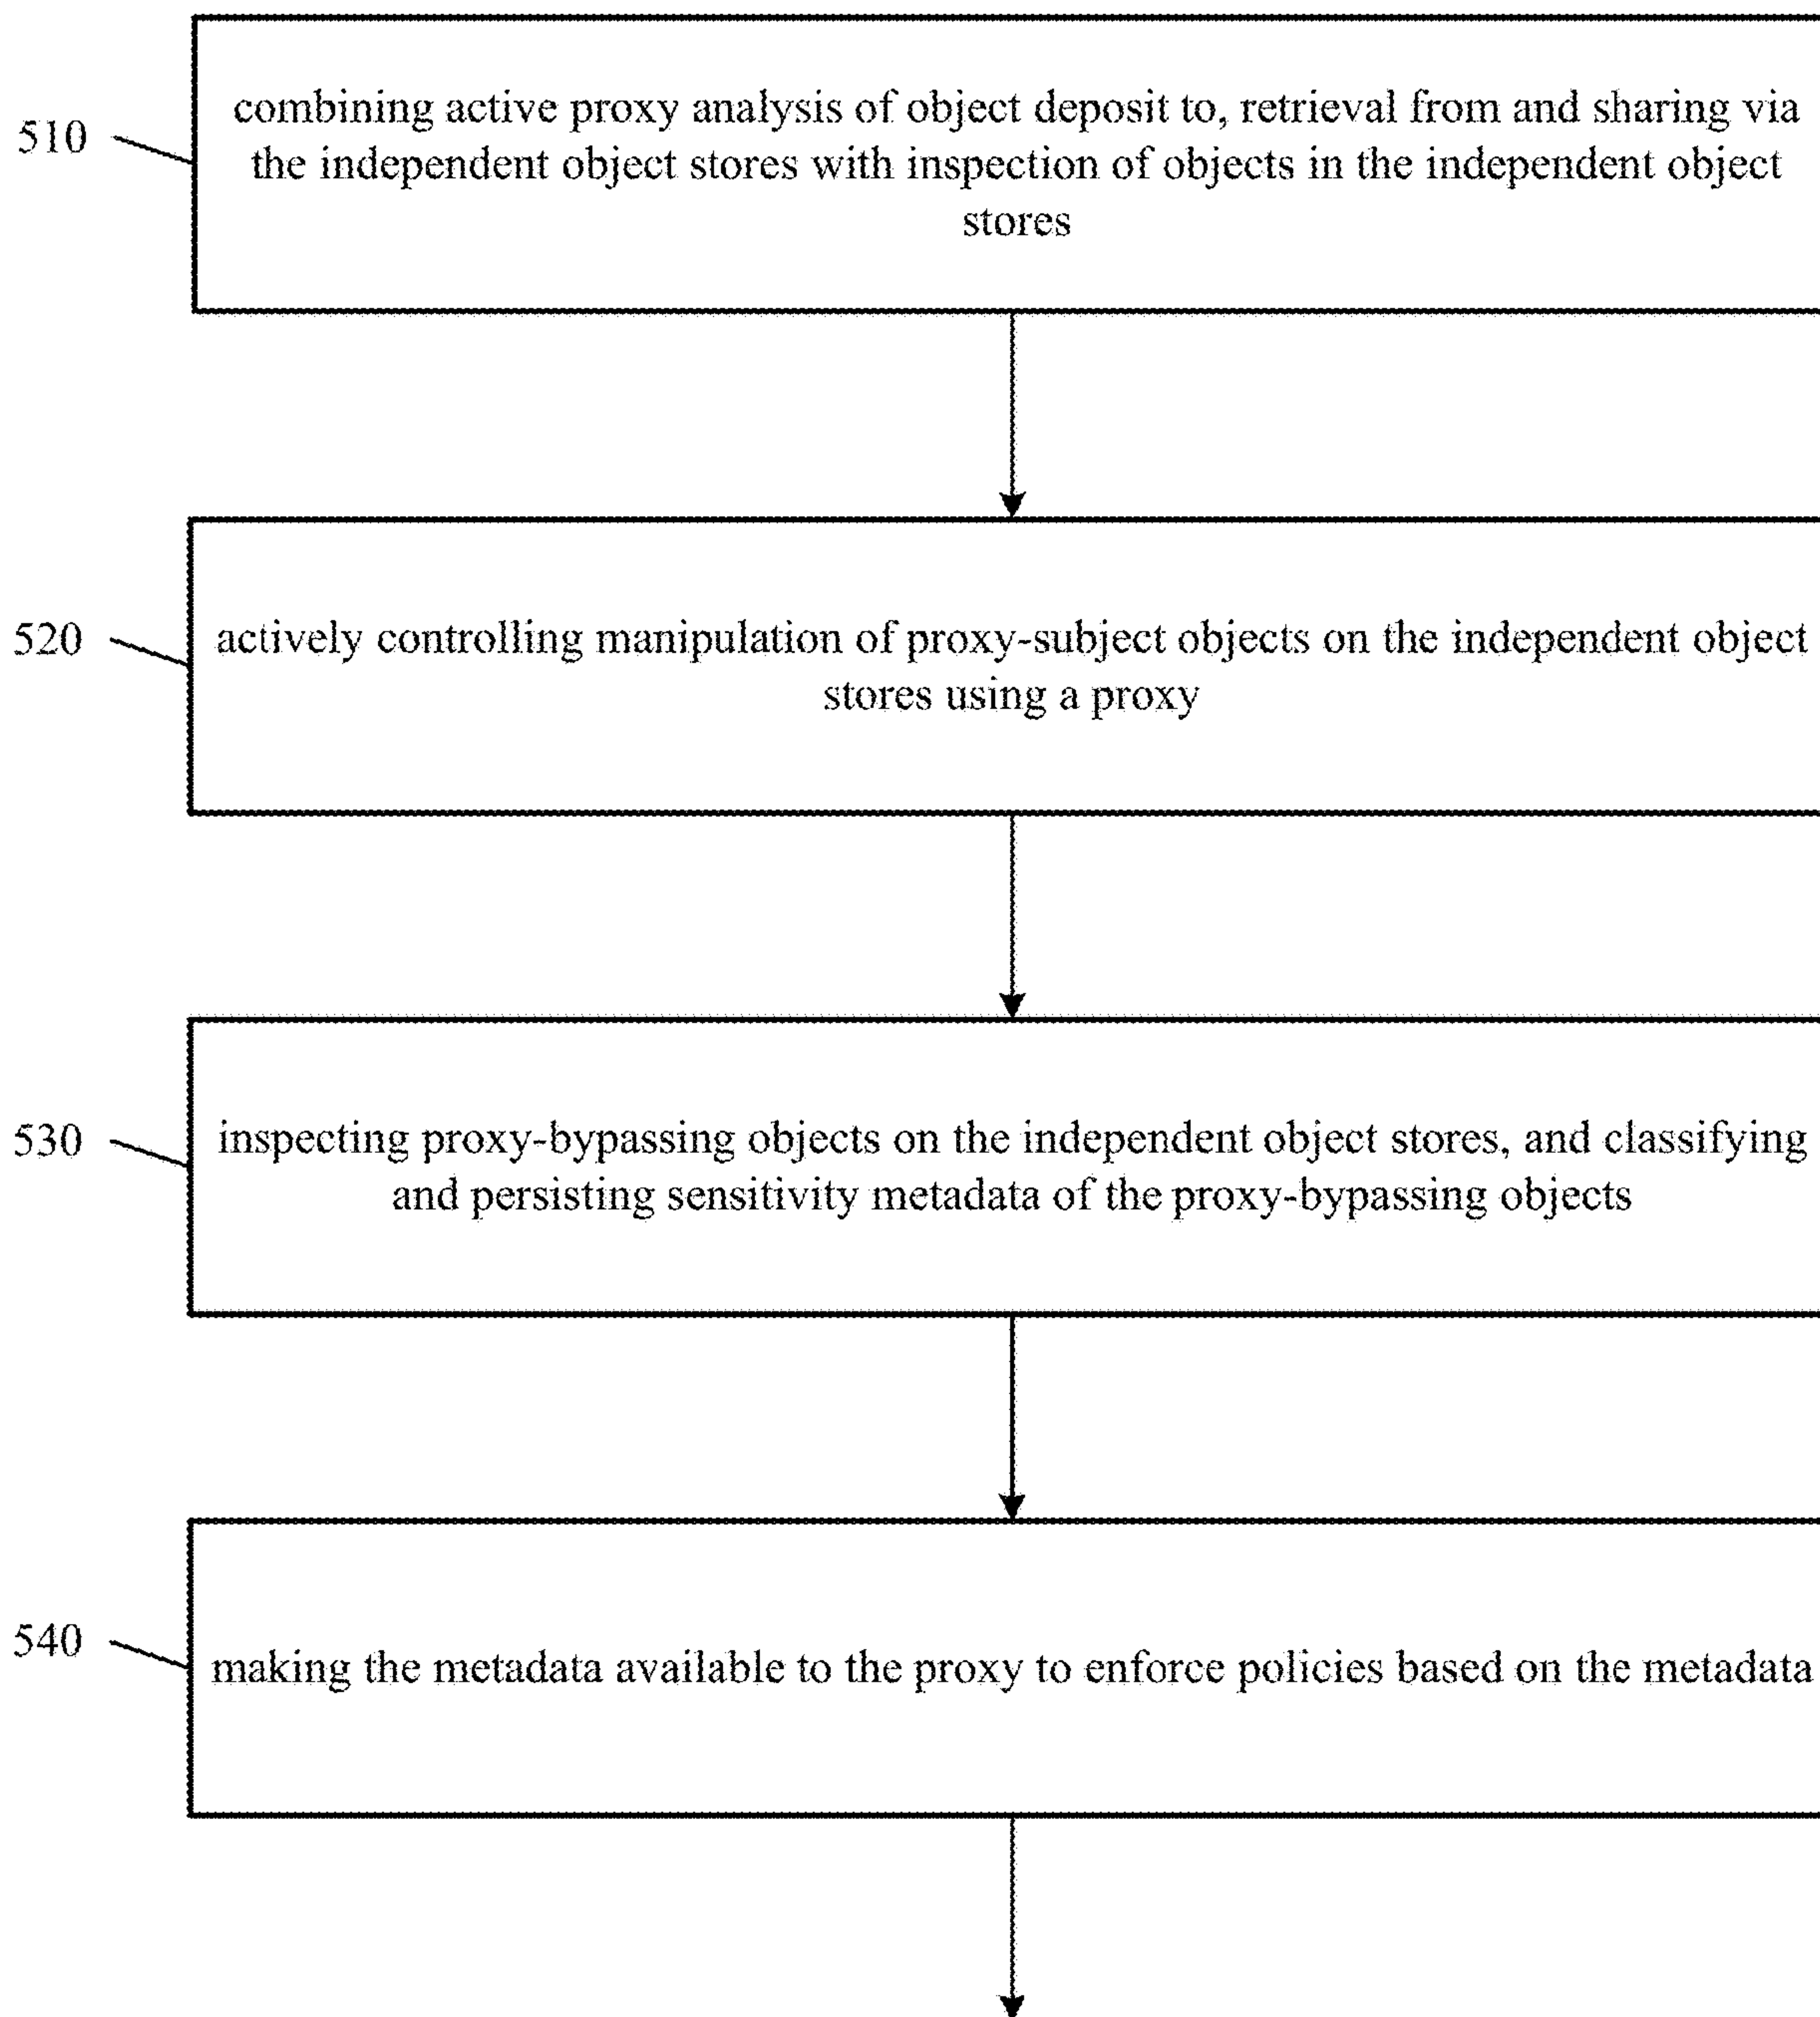 510
combining active proxy analysis of object deposit to, retrieval from and sharing via
the independent object stores with inspection of objects in the independent object
stores
520
actively controlling manipulation of proxy-subject objects on the independent object
stores using a proxy
530
inspecting proxy-bypassing objects on the independent object stores, and classifying
and persisting sensitivity metadata of the proxy-bypassing objects
540
making the metadata available to the proxy to enforce policies based on the metadata